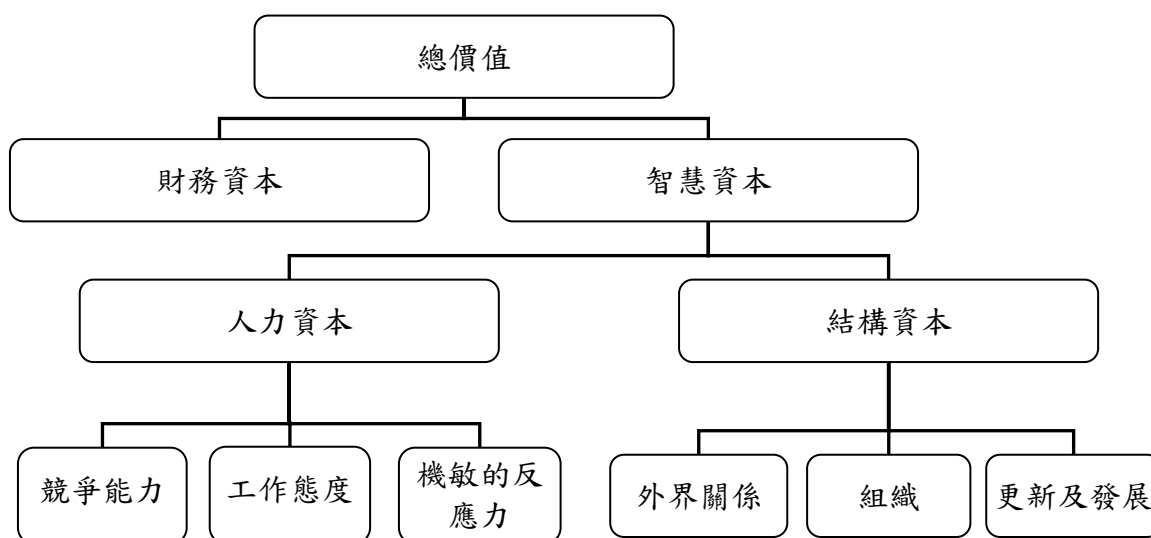 總價值
財務資本
智慧資本
人力資本
結構資本
競爭能力
工作態度
機敏的反
應力
外界關係
組織
更新及發展